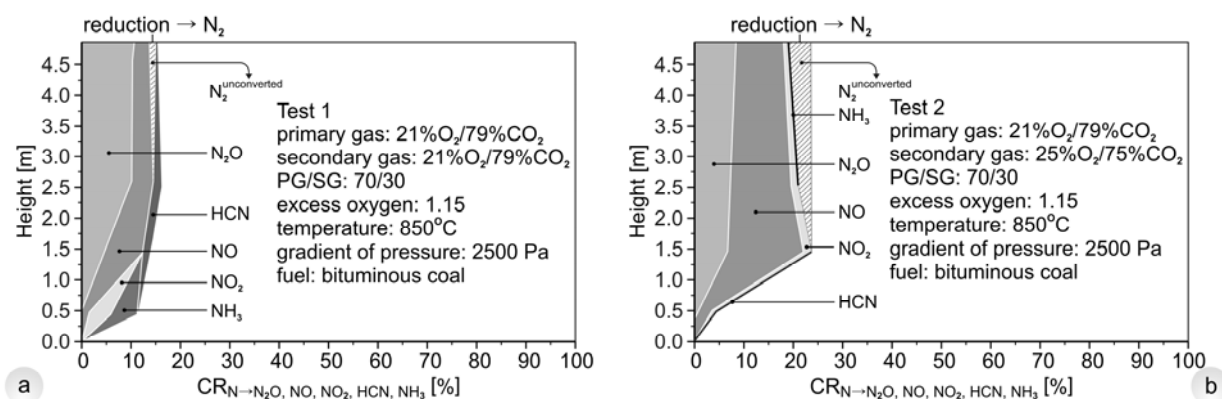 reduction → N₂
4.5
4.0
3.5
3.0
2.5
2.0
1.5
1.0
0.5
0.0
Height [m]
N₂ᵘⁿᶜᵒⁿᵛᵉʳᵗᵉᵈ
N₂O
HCN
NO
NO₂
NH₃
Test 1
primary gas: 21%O₂/79%CO₂
secondary gas: 21%O₂/79%CO₂
PG/SG: 70/30
excess oxygen: 1.15
temperature: 850°C
gradient of pressure: 2500 Pa
fuel: bituminous coal
0 10 20 30 40 50 60 70 80 90 100
CR N→N₂O, NO, NO₂, HCN, NH₃ [%]
a
reduction → N₂
4.5
4.0
3.5
3.0
2.5
2.0
1.5
1.0
0.5
0.0
Height [m]
N₂ᵘⁿᶜᵒⁿᵛᵉʳᵗᵉᵈ
NH₃
N₂O
NO
NO₂
HCN
Test 2
primary gas: 21%O₂/79%CO₂
secondary gas: 25%O₂/75%CO₂
PG/SG: 70/30
excess oxygen: 1.15
temperature: 850°C
gradient of pressure: 2500 Pa
fuel: bituminous coal
0 10 20 30 40 50 60 70 80 90 100
CR N→N₂O, NO, NO₂, HCN, NH₃ [%]
b